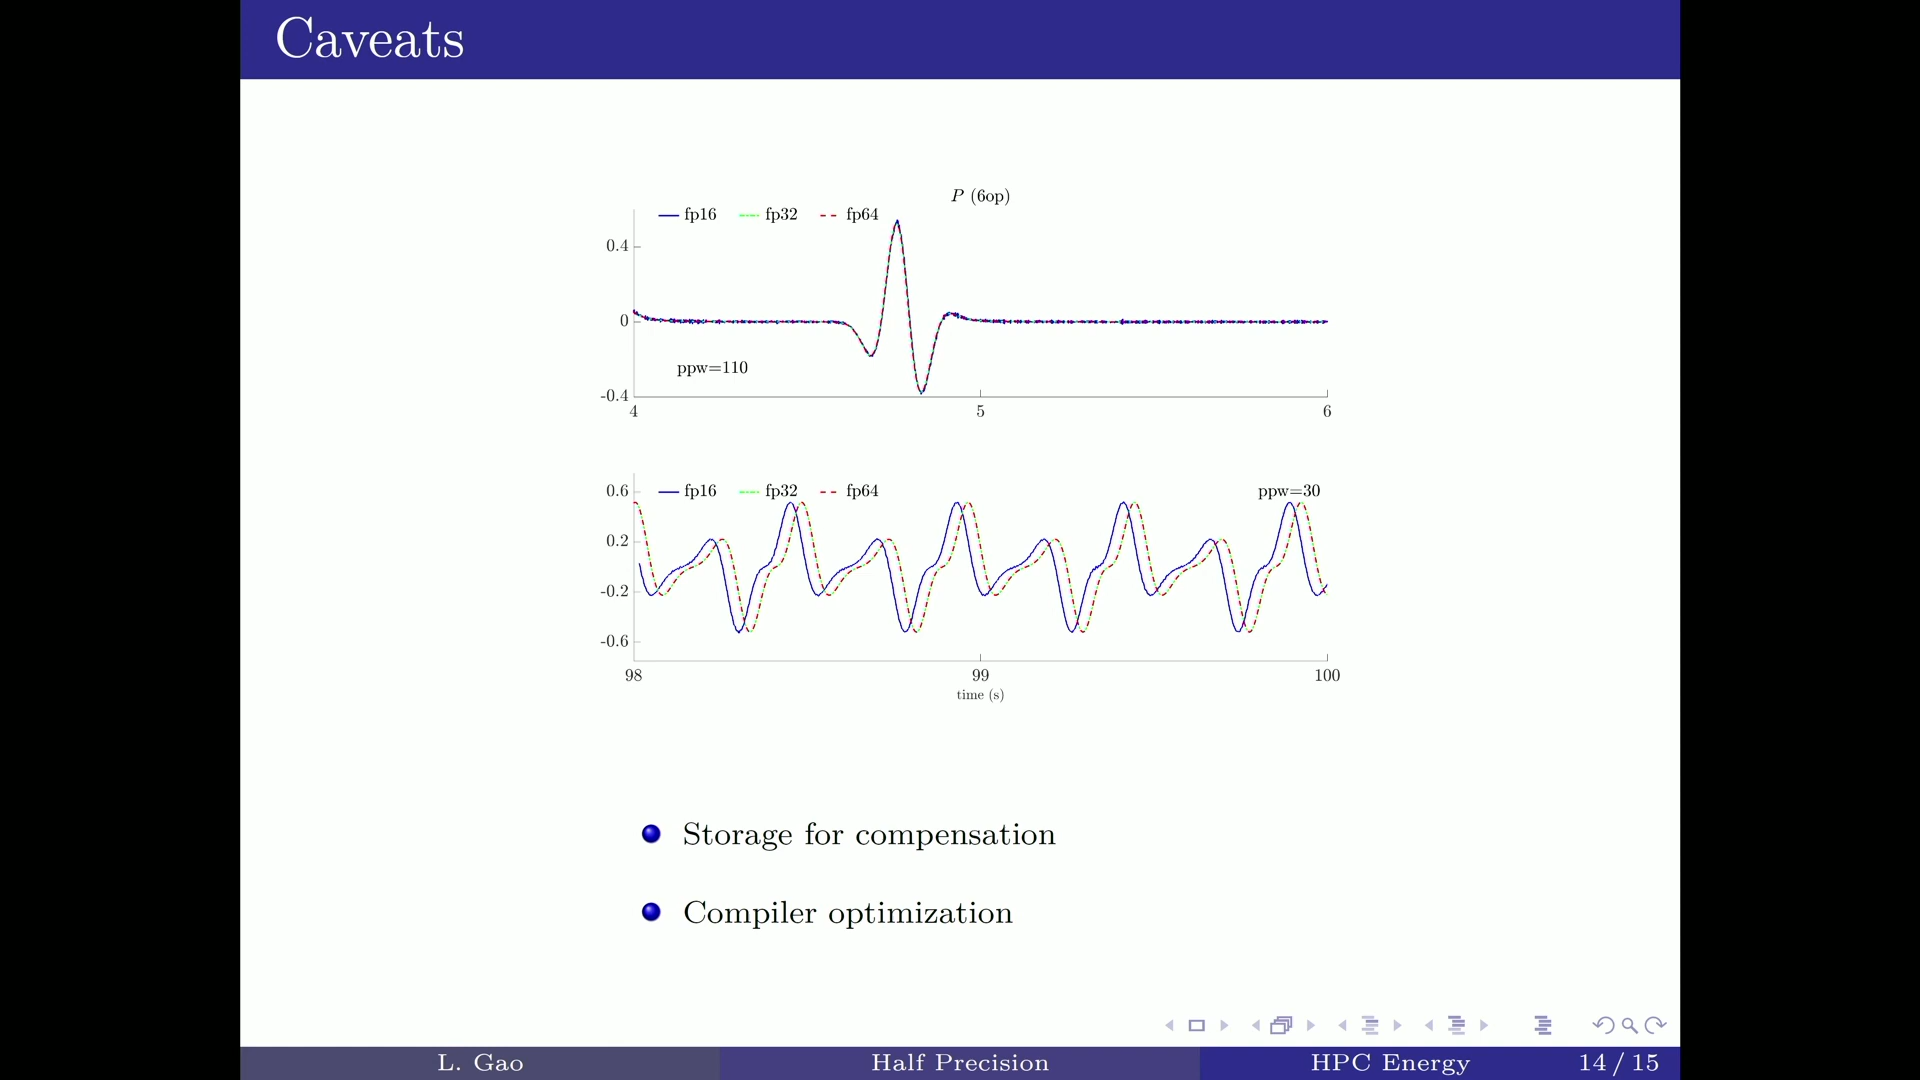 Caveats
P (6op)
fp16 fp32 fp64
0.4
0
ppw=110
-0.4
4 5 6
0.6 fp16 fp32 fp64 ppw=30
0.2
-0.2
-0.6
98 99 100
time (s)
Storage for compensation
Compiler optimization
L. Gao Half Precision HPC Energy 14 / 15